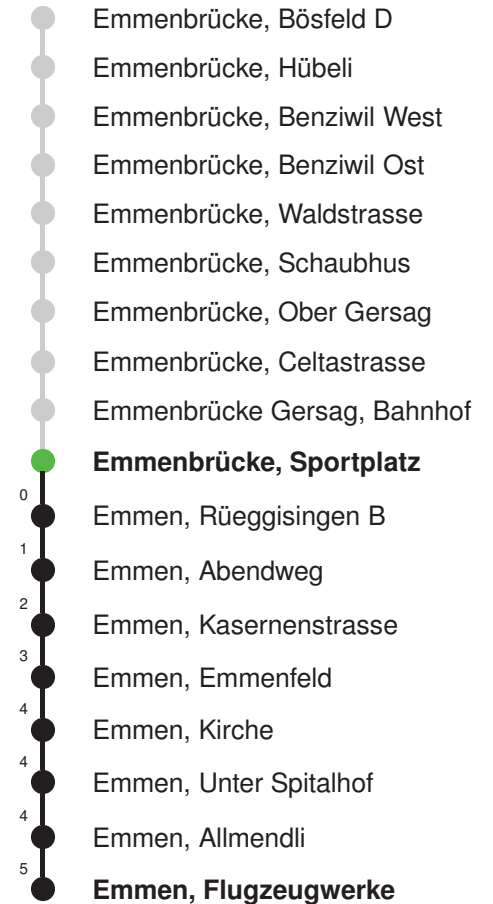 Emmenbrücke, Bösfeld D
Emmenbrücke, Hübeli
Emmenbrücke, Benziwil West
Emmenbrücke, Benziwil Ost
Emmenbrücke, Waldstrasse
Emmenbrücke, Schaubhus
Emmenbrücke, Ober Gersag
Emmenbrücke, Celtastrasse
Emmenbrücke Gersag, Bahnhof
Emmenbrücke, Sportplatz
0 Emmen, Rüeggisingen B
1 Emmen, Abendweg
2 Emmen, Kasernenstrasse
3 Emmen, Emmenfeld
4 Emmen, Kirche
4 Emmen, Unter Spitalhof
4 Emmen, Allmendli
5 Emmen, Flugzeugwerke